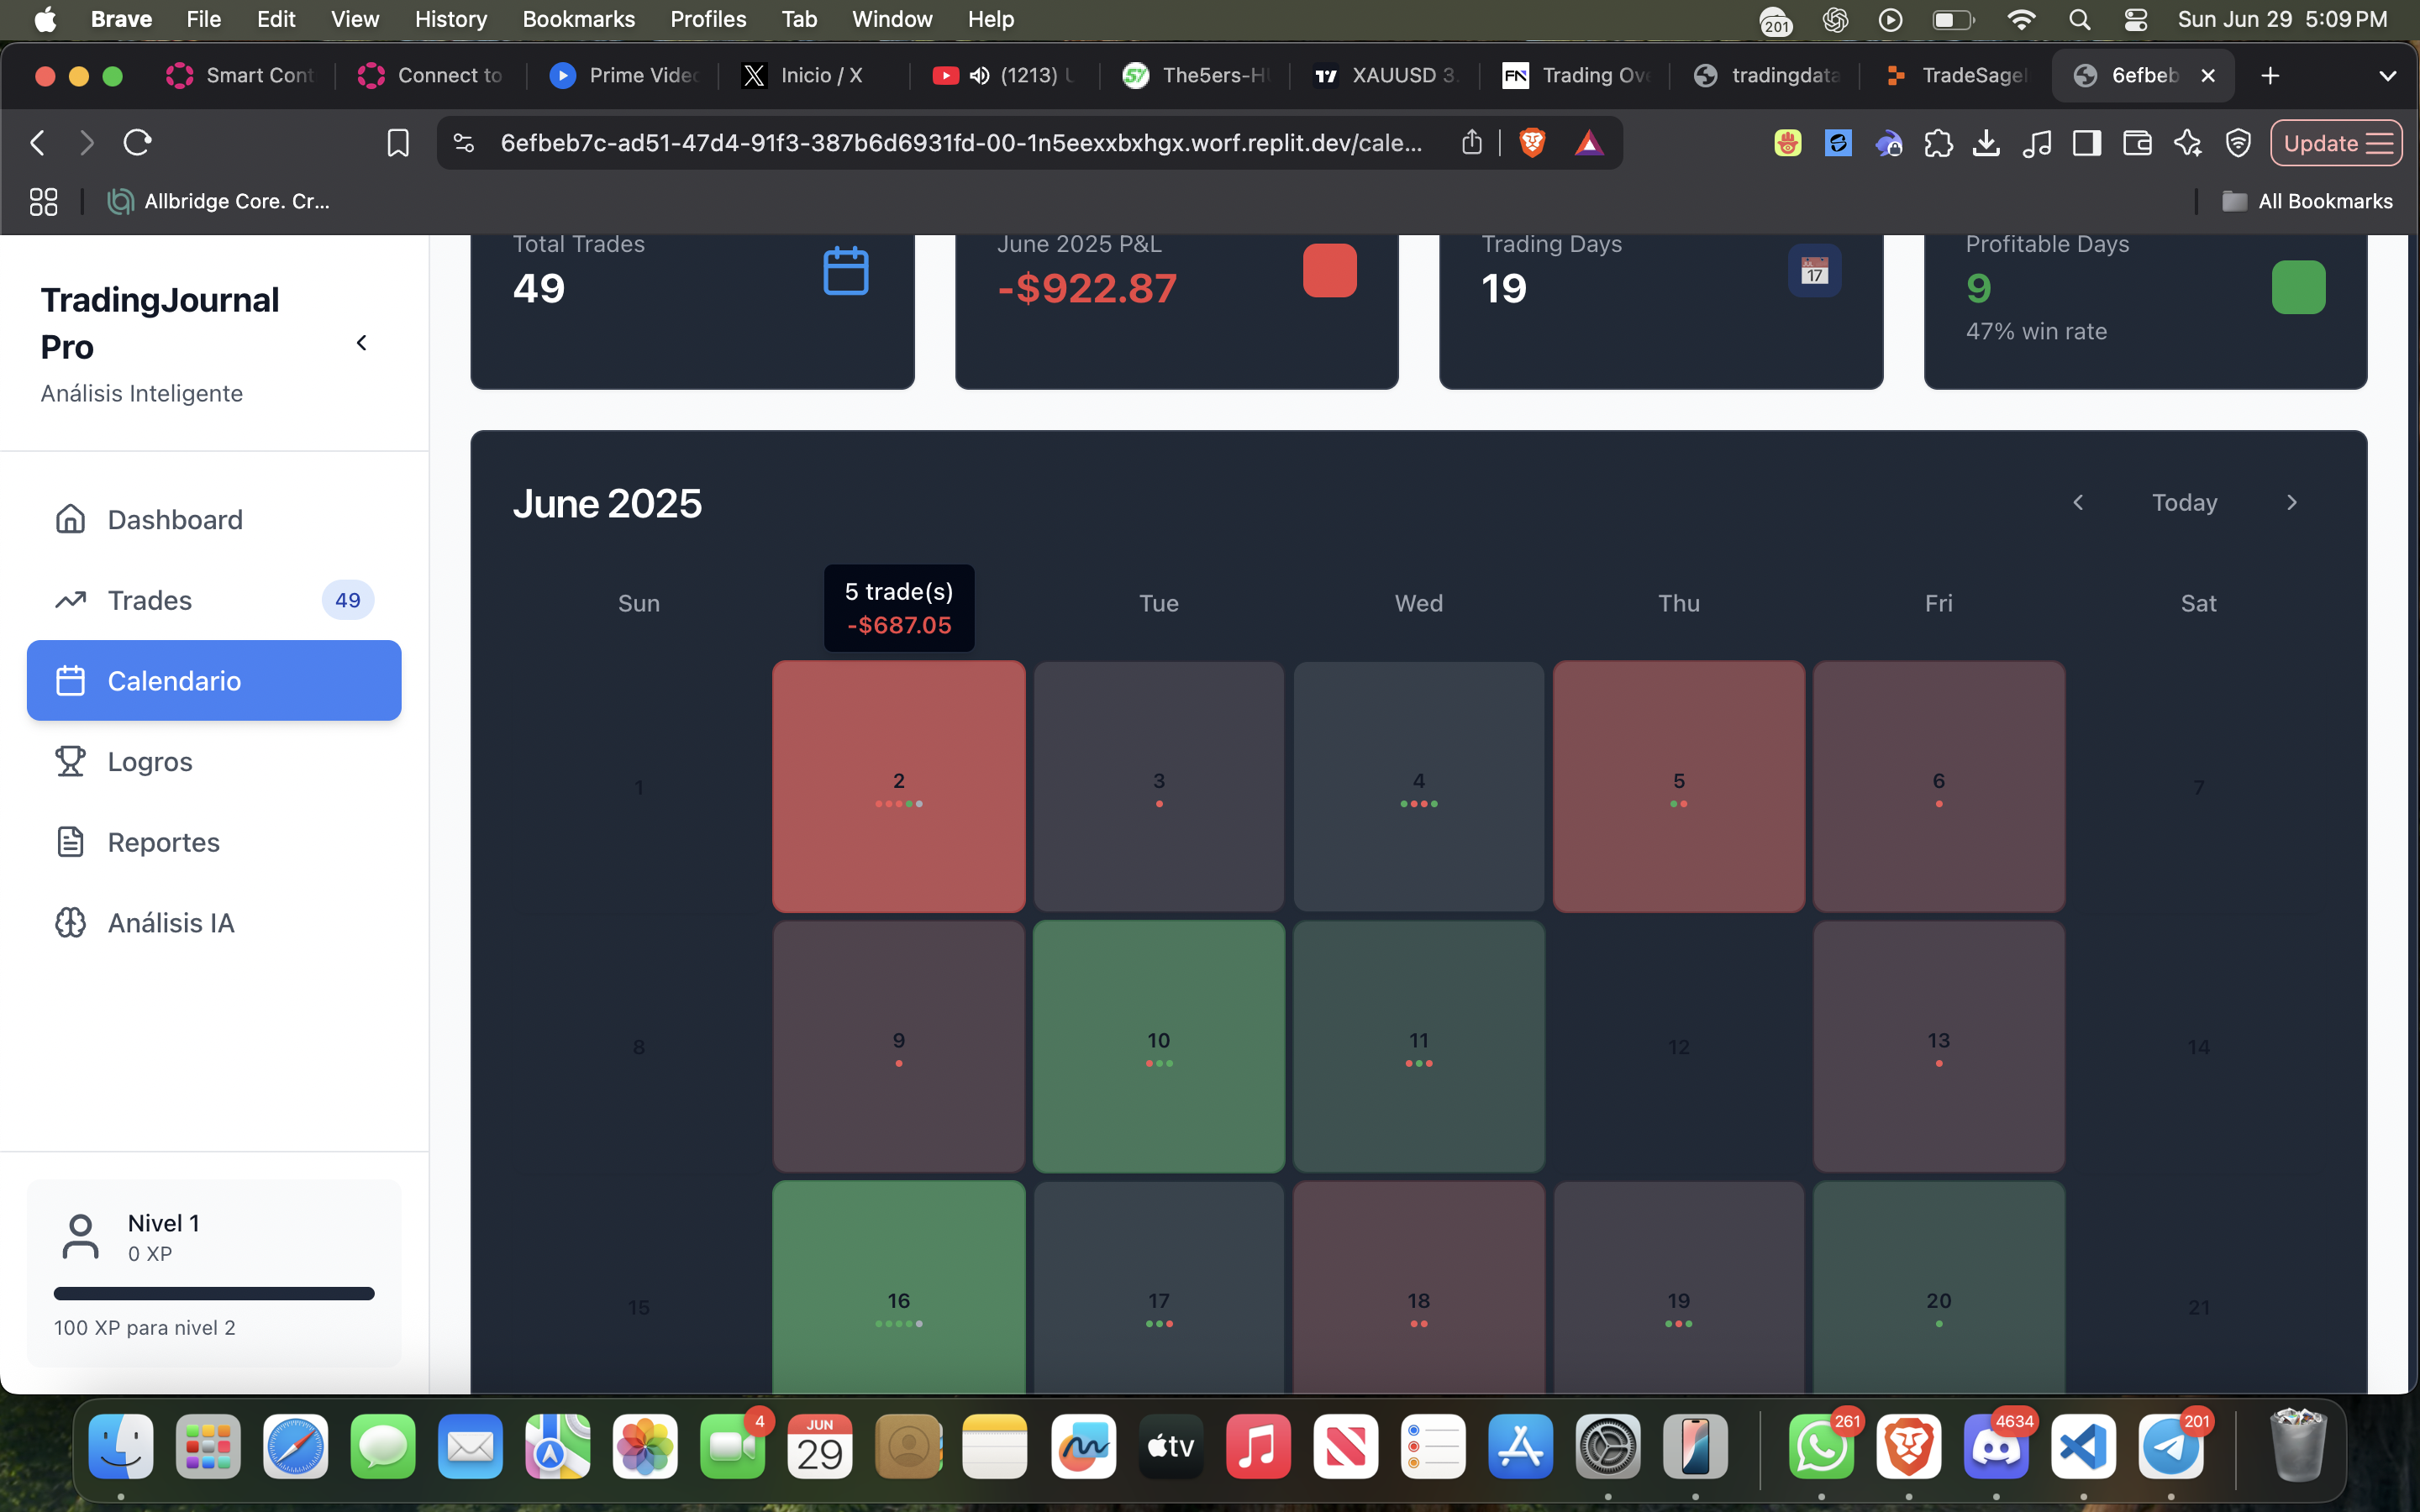 Brave File Edit View History Bookmarks Profiles Tab Window Help 201 Sun Jun 29 5:09 PM
Smart Cont Connect to Prime Video Inicio / X (1213) The5ers-H XAUUSD 3. Trading Ov tradingdata TradeSage 6efbeb
6efbeb7c-ad51-47d4-91f3-387b6d6931fd-00-1n5eexxbxhgx.worf.replit.dev/cale... Update
Allbridge Core. Cr... All Bookmarks
TradingJournal
Pro
Análisis Inteligente
Dashboard
Trades 49
Calendario
Logros
Reportes
Análisis IA
Nivel 1
0 XP
100 XP para nivel 2
Total Trades
49
June 2025 P&L
-$922.87
Trading Days
19
17
Profitable Days
9
47% win rate
June 2025
Today
Sun Tue Wed Thu Fri Sat
5 trade(s)
-$687.05
1 2 3 4 5 6 7
8 9 10 11 12 13 14
15 16 17 18 19 20 21
4 JUN 29 tv 261 4634 201